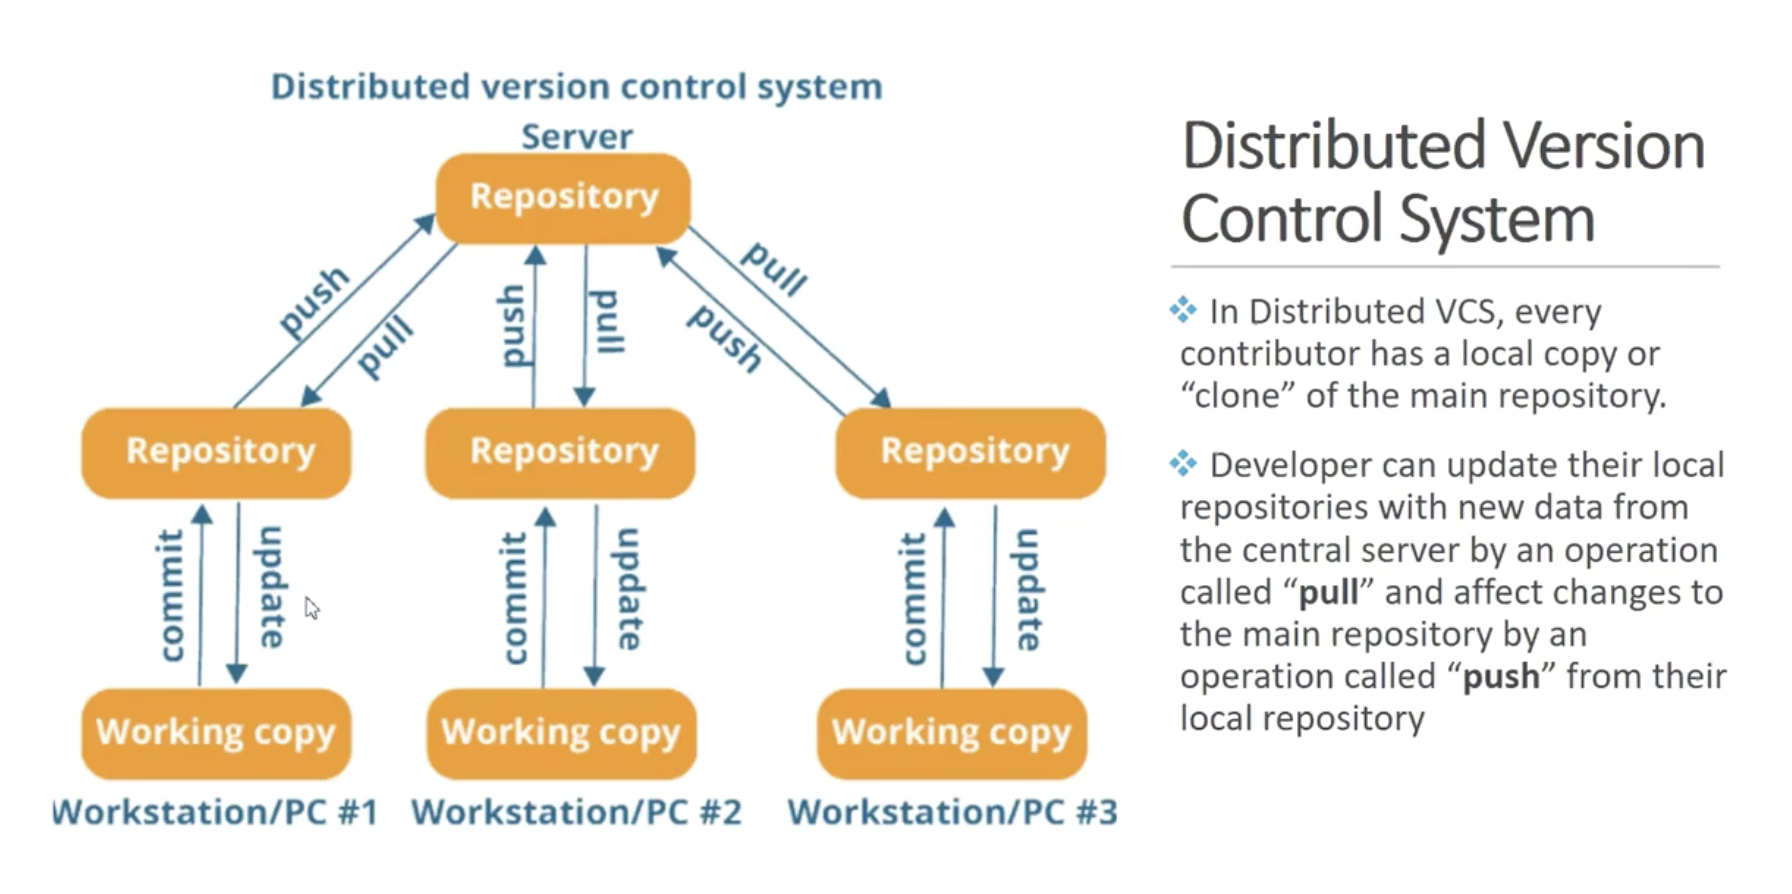 Distributed version control system
Server
Repository
push
pull
push
pull
push
pull
Repository
Repository
Repository
commit
update
commit
update
commit
update
Working copy
Working copy
Working copy
Workstation/PC #1
Workstation/PC #2
Workstation/PC #3
Distributed Version
Control System
In Distributed VCS, every
contributor has a local copy or
“clone” of the main repository.
Developer can update their local
repositories with new data from
the central server by an operation
called “pull” and affect changes to
the main repository by an
operation called “push” from their
local repository